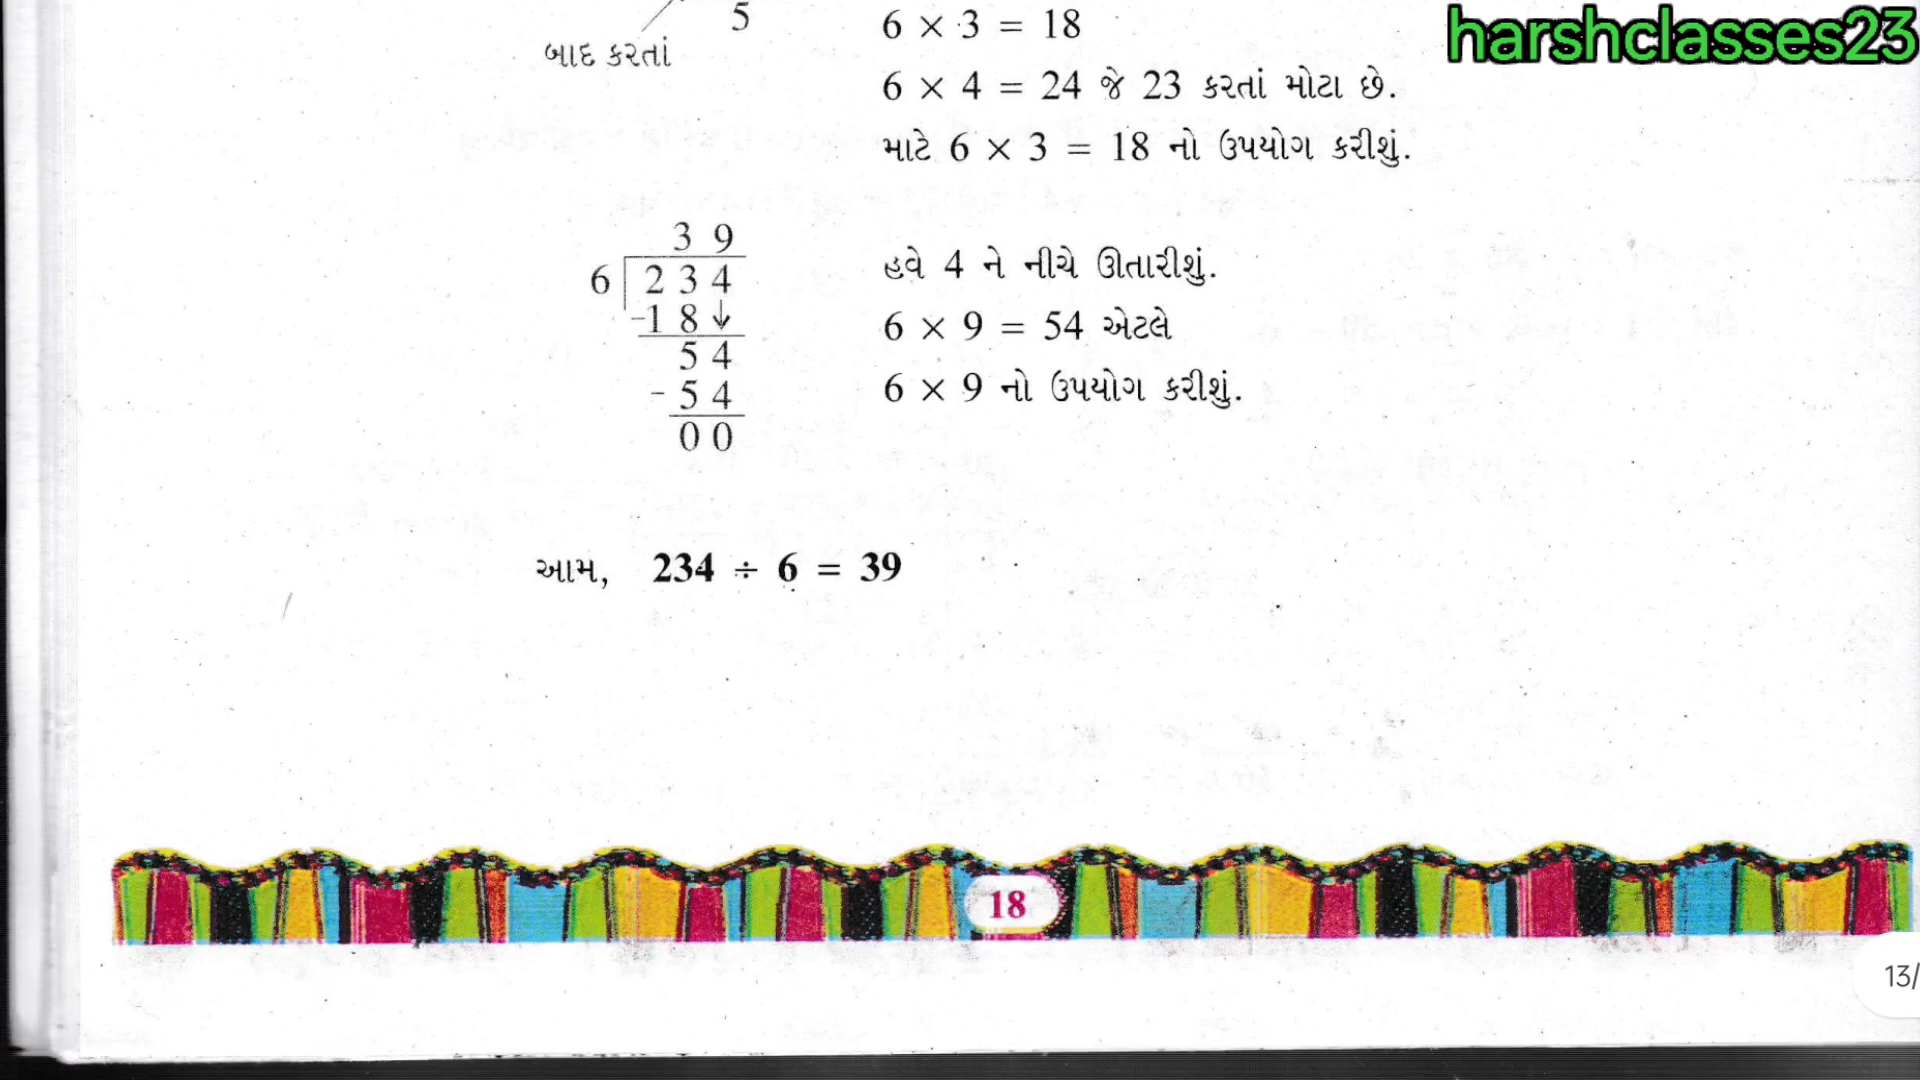 harshclasses23
5
બાદ કરતાં
6 × 3 = 18
6 × 4 = 24 જે 23 કરતાં મોટા છે.
માટે 6 × 3 = 18 નો ઉપયોગ કરીશું.
3 9
6 2 3 4
-1 8 ↓
5 4
- 5 4
0 0
હવે 4 ને નીચે ઊતારીશું.
6 × 9 = 54 એટલે
6 × 9 નો ઉપયોગ કરીશું.
આમ, 234 ÷ 6 = 39
18
13/